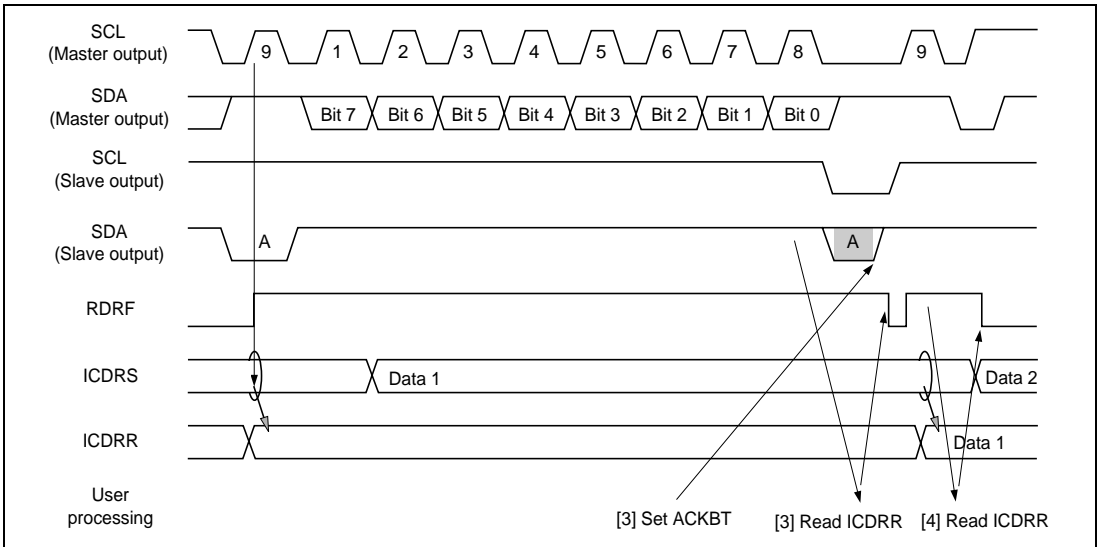 SCL
(Master output)
9 1 2 3 4 5 6 7 8 9
SDA
(Master output)
Bit 7 Bit 6 Bit 5 Bit 4 Bit 3 Bit 2 Bit 1 Bit 0
SCL
(Slave output)
SDA
(Slave output)
A A
RDRF
ICDRS
Data 1 Data 2
ICDRR
Data 1
User
processing
[3] Set ACKBT [3] Read ICDRR [4] Read ICDRR